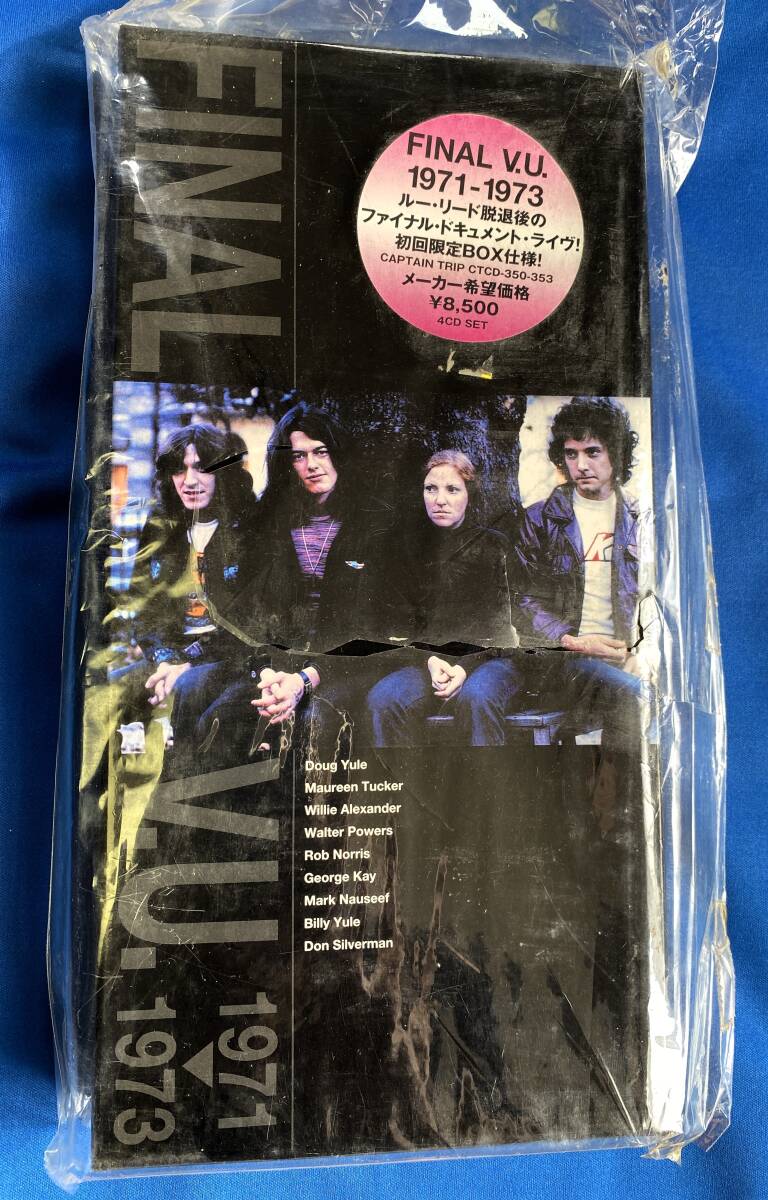 FINAL
FINAL V.U.
1971-1973
ルー・リード脱退後の
ファイナル・ドキュメント・ライヴ!
初回限定BOX仕様!
CAPTAIN TRIP CTCD-350-353
メーカー希望価格
¥8,500
4CD SET
K
V.U.
1971
1973
Doug Yule
Maureen Tucker
Willie Alexander
Walter Powers
Rob Norris
George Kay
Mark Nauseef
Billy Yule
Don Silverman